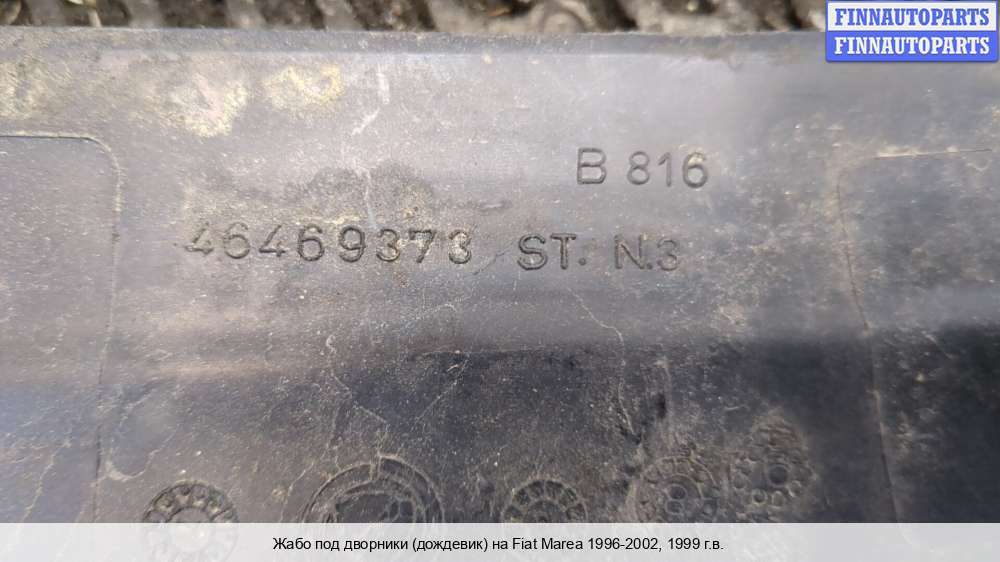 FINNAUTOPARTS
FINNAUTOPARTS
B 816
46469373 ST. N.3
Жабо под дворники (дождевик) на Fiat Marea 1996-2002, 1999 г.в.